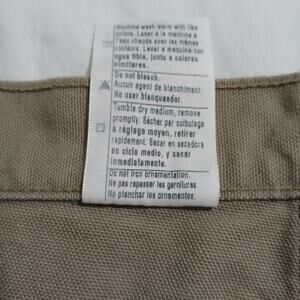 Machine wash warm with like
colors. Laver à la machine à
l'eau chaude avec les mêmes
couleurs. Lavar a maquina con
agua tibia, junto a colores
similares.
Do not bleach.
Aucun agent de blanchiment.
No usar blanqueador.
Tumble dry medium, remove
promptly. Sécher par culbutage
à réglage moyen, retirer
rapidement. Secar en secadora
en ciclo medio, y sacar
inmediatamente.
Do not iron ornamentation.
Ne pas repasser les garnitures.
No planchar los ornamentos.